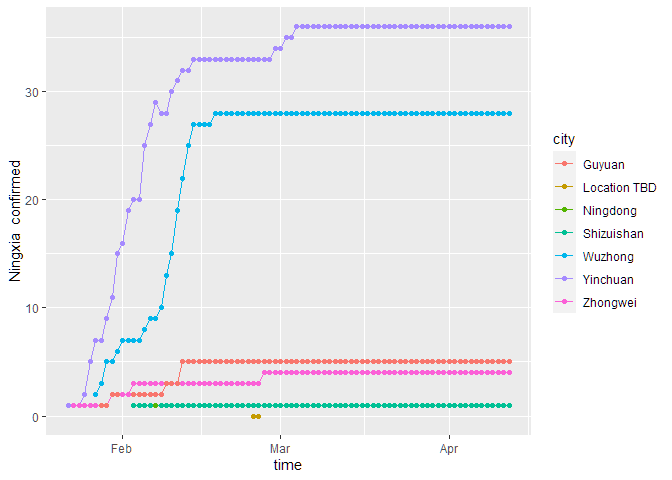 Ningxia confirmed
30
20
10
0
Feb
Mar
Apr
time
city
Guyuan
Location TBD
Ningdong
Shizuishan
Wuzhong
Yinchuan
Zhongwei